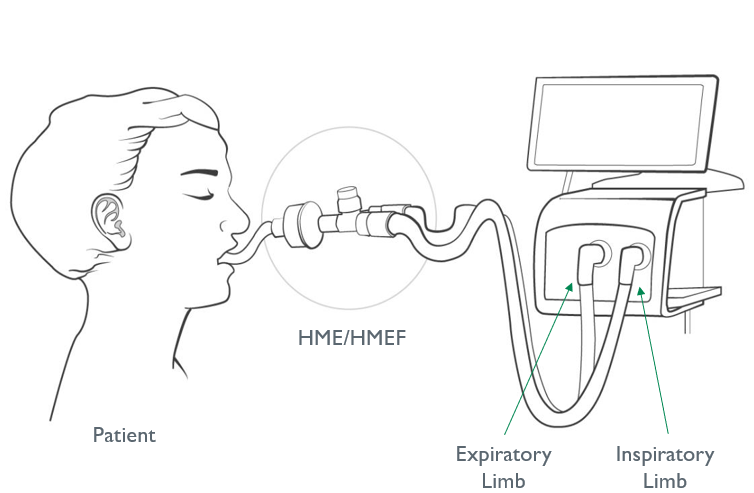 HME/HMEF
Patient
Expiratory
Limb
Inspiratory
Limb